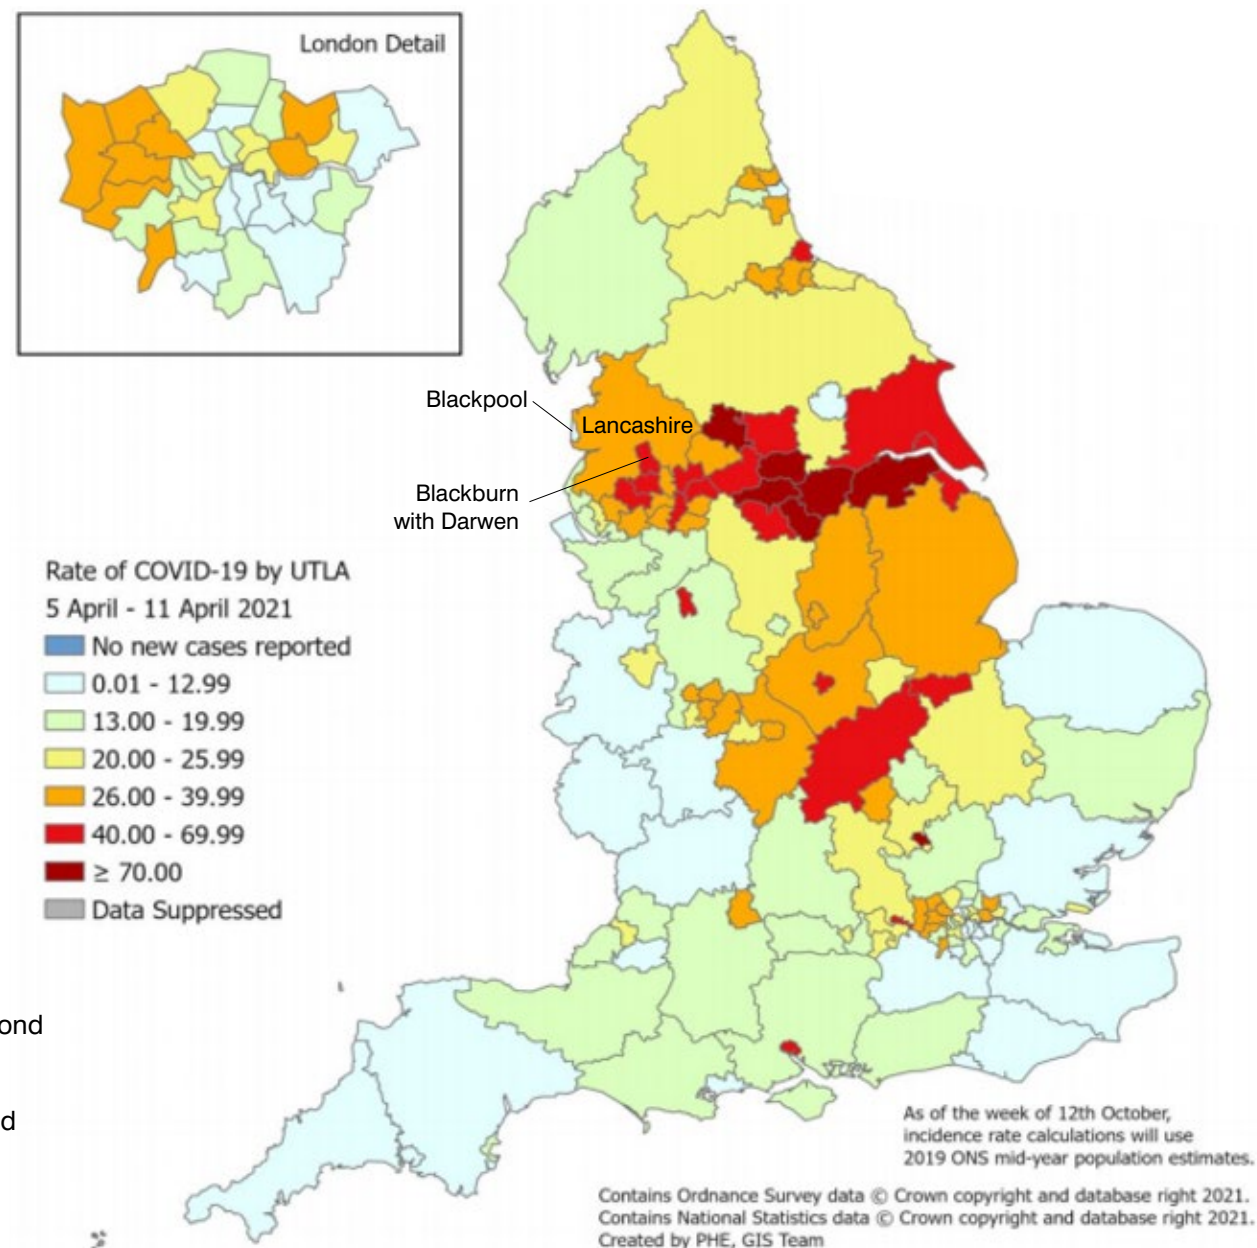 London Detail
Blackpool
Lancashire
Blackburn
with Darwen
Rate of COVID-19 by UTLA
5 April - 11 April 2021
No new cases reported
0.01 - 12.99
13.00 - 19.99
20.00 - 25.99
26.00 - 39.99
40.00 - 69.99
≥ 70.00
Data Suppressed
ond
d
As of the week of 12th October,
incidence rate calculations will use
2019 ONS mid-year population estimates.
Contains Ordnance Survey data © Crown copyright and database right 2021.
Contains National Statistics data © Crown copyright and database right 2021.
Created by PHE, GIS Team